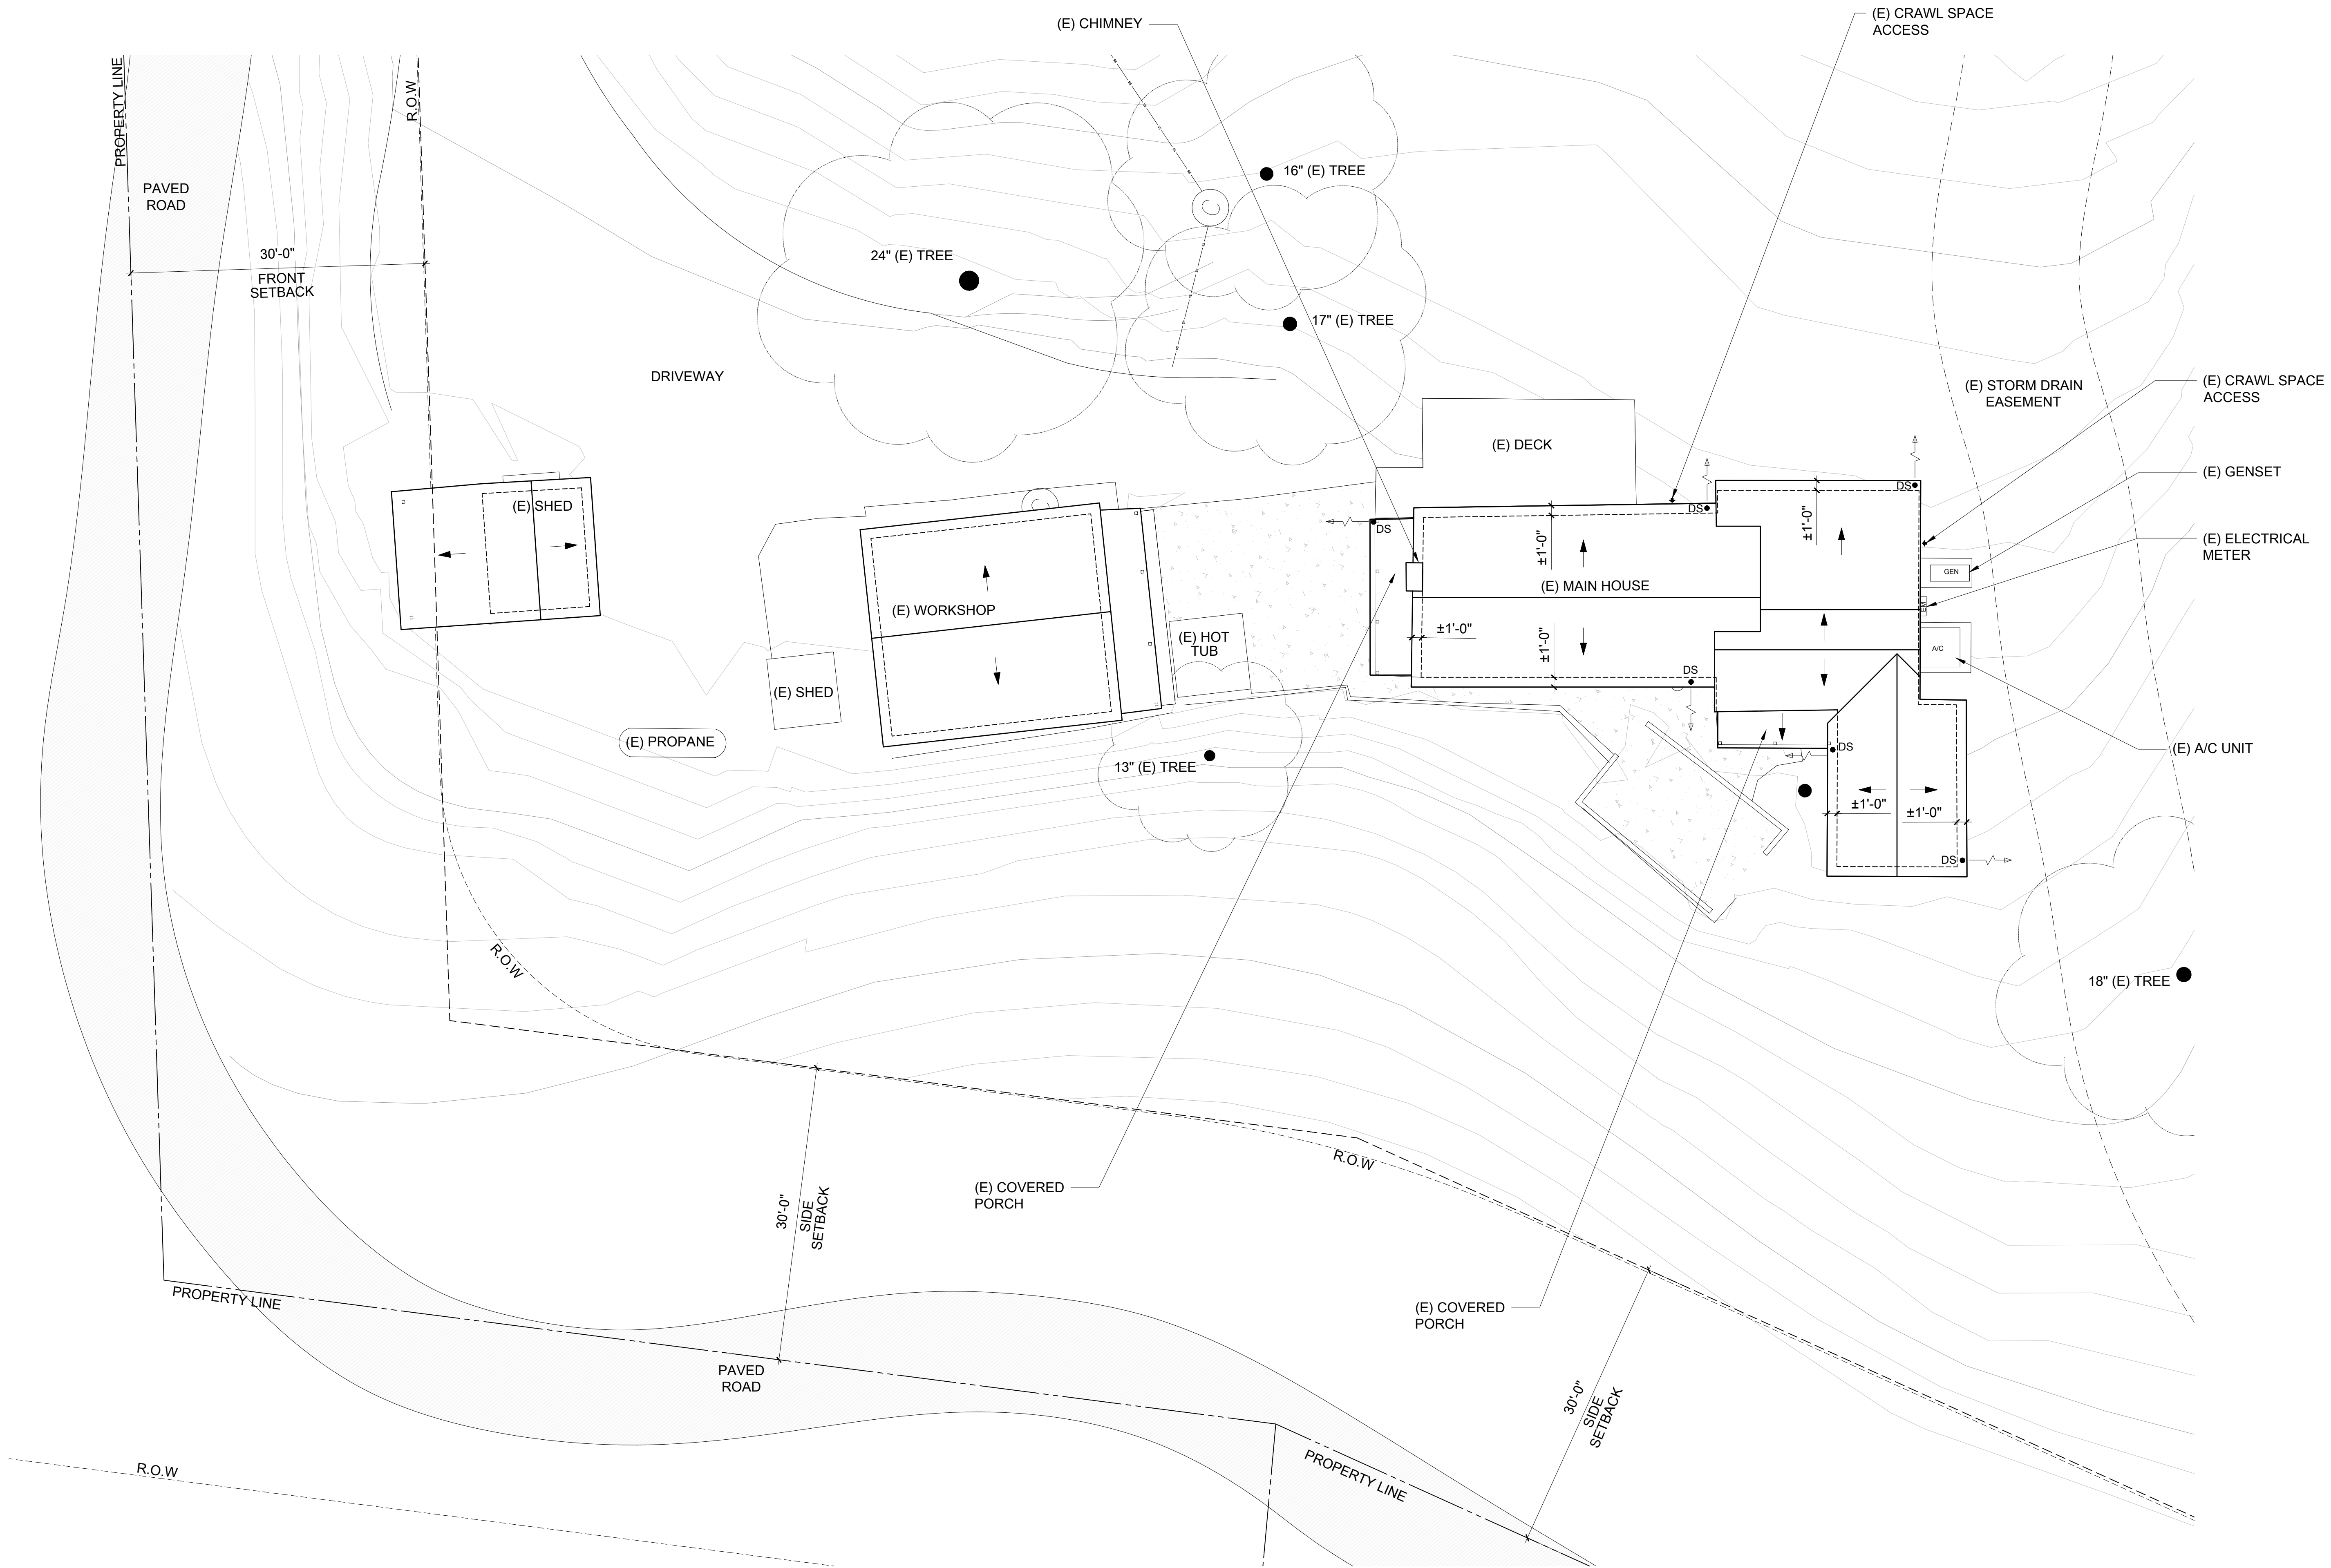 (E) CHIMNEY
(E) CRAWL SPACE
ACCESS
PROPERTY LINE
R.O.W
PAVED
ROAD
16" (E) TREE
30'-0"
FRONT
SETBACK
24" (E) TREE
17" (E) TREE
DRIVEWAY
(E) STORM DRAIN
EASEMENT
(E) CRAWL SPACE
ACCESS
(E) DECK
(E) GENSET
DS
(E) SHED
DS
DS
±1'-0"
±1'-0"
(E) ELECTRICAL
METER
GEN
(E) MAIN HOUSE
(E) WORKSHOP
(E) HOT
TUB
±1'-0"
±1'-0"
A/C
DS
(E) SHED
(E) PROPANE
DS
(E) A/C UNIT
13" (E) TREE
±1'-0"
±1'-0"
DS
R.O.W
18" (E) TREE
R.O.W
(E) COVERED
PORCH
30'-0"
SIDE
SETBACK
PROPERTY LINE
(E) COVERED
PORCH
PAVED
ROAD
30'-0"
SIDE
SETBACK
PROPERTY LINE
R.O.W